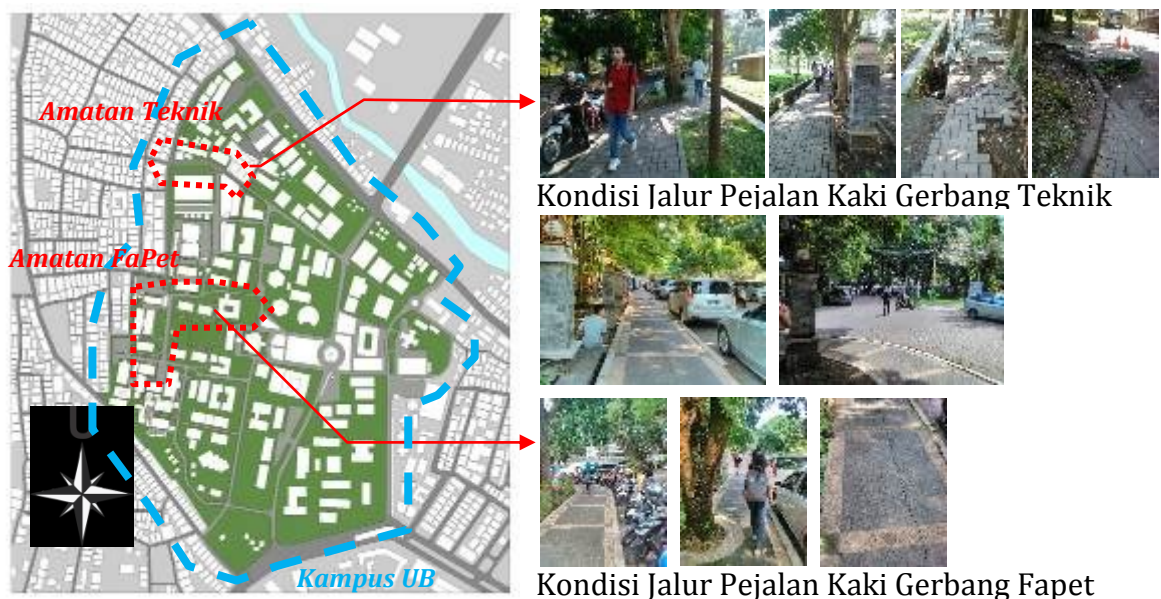 Amatan Teknik
Kondisi Jalur Pejalan Kaki Gerbang Teknik
Amatan FaPet
U
Kampus UB
Kondisi Jalur Pejalan Kaki Gerbang Fapet